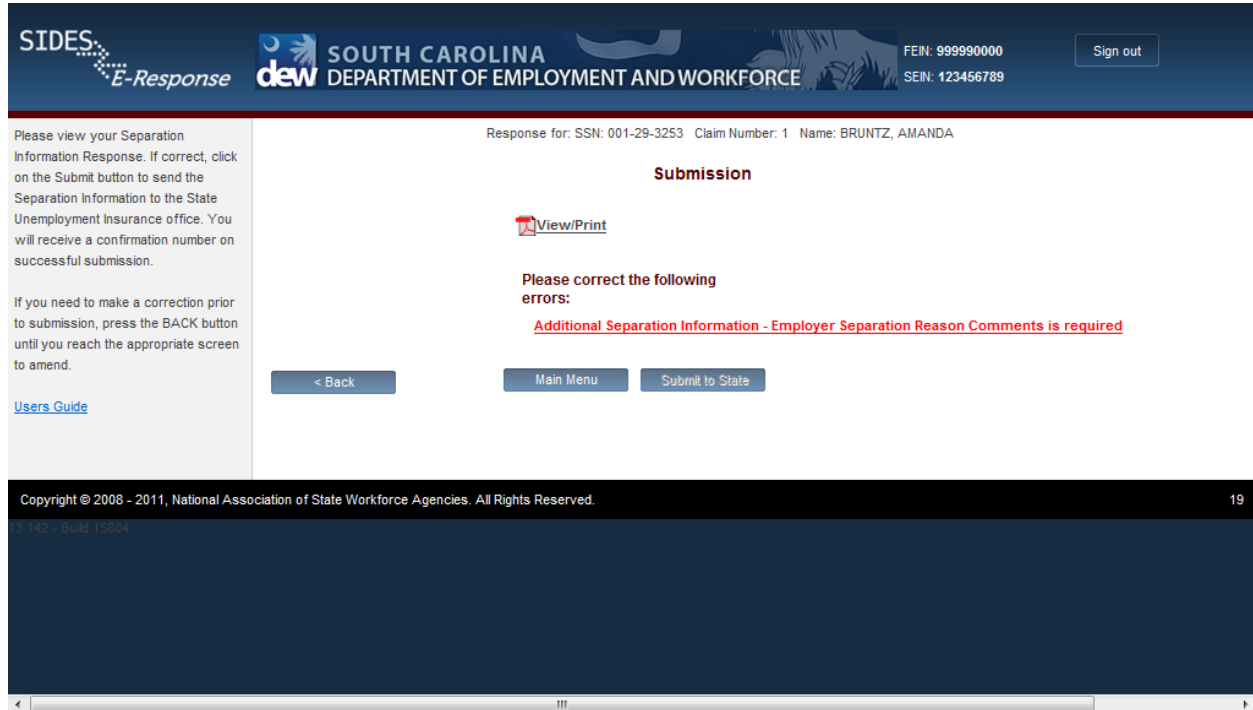 SIDES
E-Response
dew
SOUTH CAROLINA
DEPARTMENT OF EMPLOYMENT AND WORKFORCE
FEIN: 999990000
SEIN: 123456789
Sign out
Please view your Separation
Information Response. If correct, click
on the Submit button to send the
Separation Information to the State
Unemployment Insurance office. You
will receive a confirmation number on
successful submission.
If you need to make a correction prior
to submission, press the BACK button
until you reach the appropriate screen
to amend.
Users Guide
Response for: SSN: 001-29-3253 Claim Number: 1 Name: BRUNTZ, AMANDA
Submission
View/Print
Please correct the following
errors:
Additional Separation Information - Employer Separation Reason Comments is required
< Back
Main Menu
Submit to State
Copyright © 2008 - 2011, National Association of State Workforce Agencies. All Rights Reserved.
19
13.142 - Build 15804